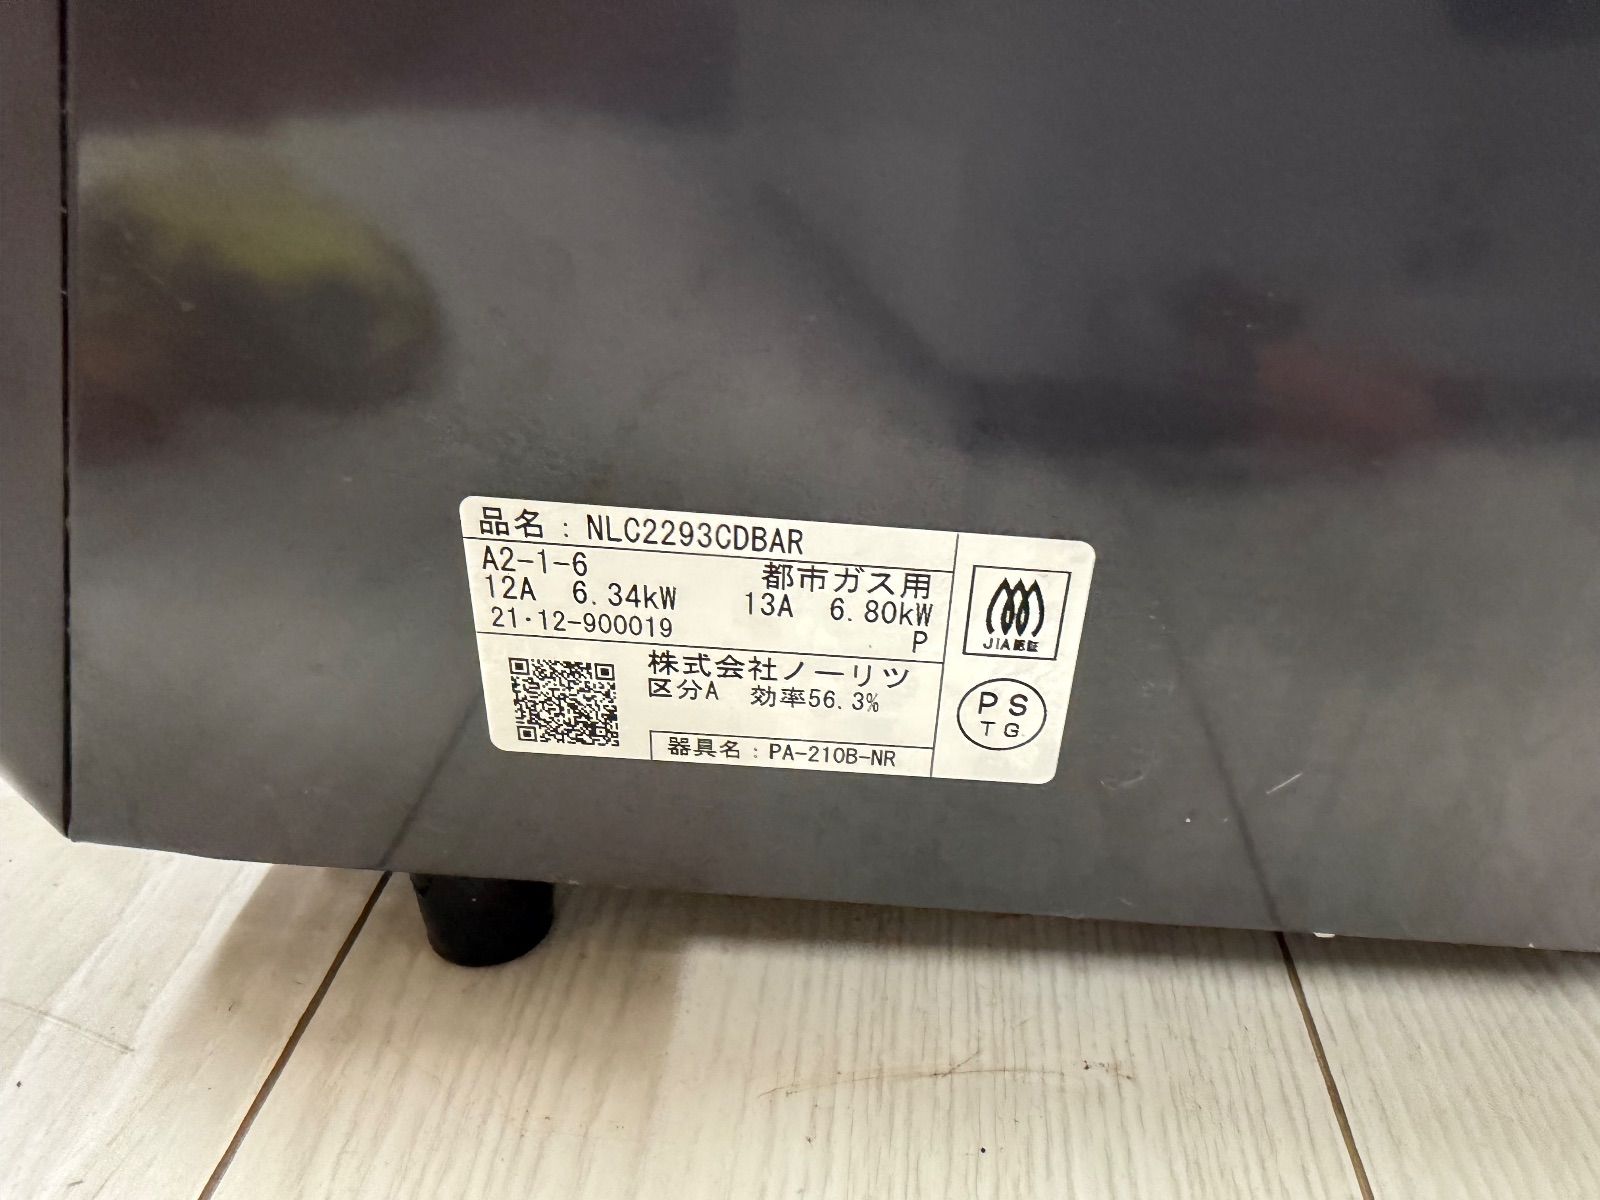 品名：NLC2293CDBAR
A2-1-6 都市ガス用
12A 6.34kW 13A 6.80kW
21・12-900019 P
株式会社ノーリツ
区分A 効率56.3%
器具名：PA-210B-NR
JIA認証
PS
TG